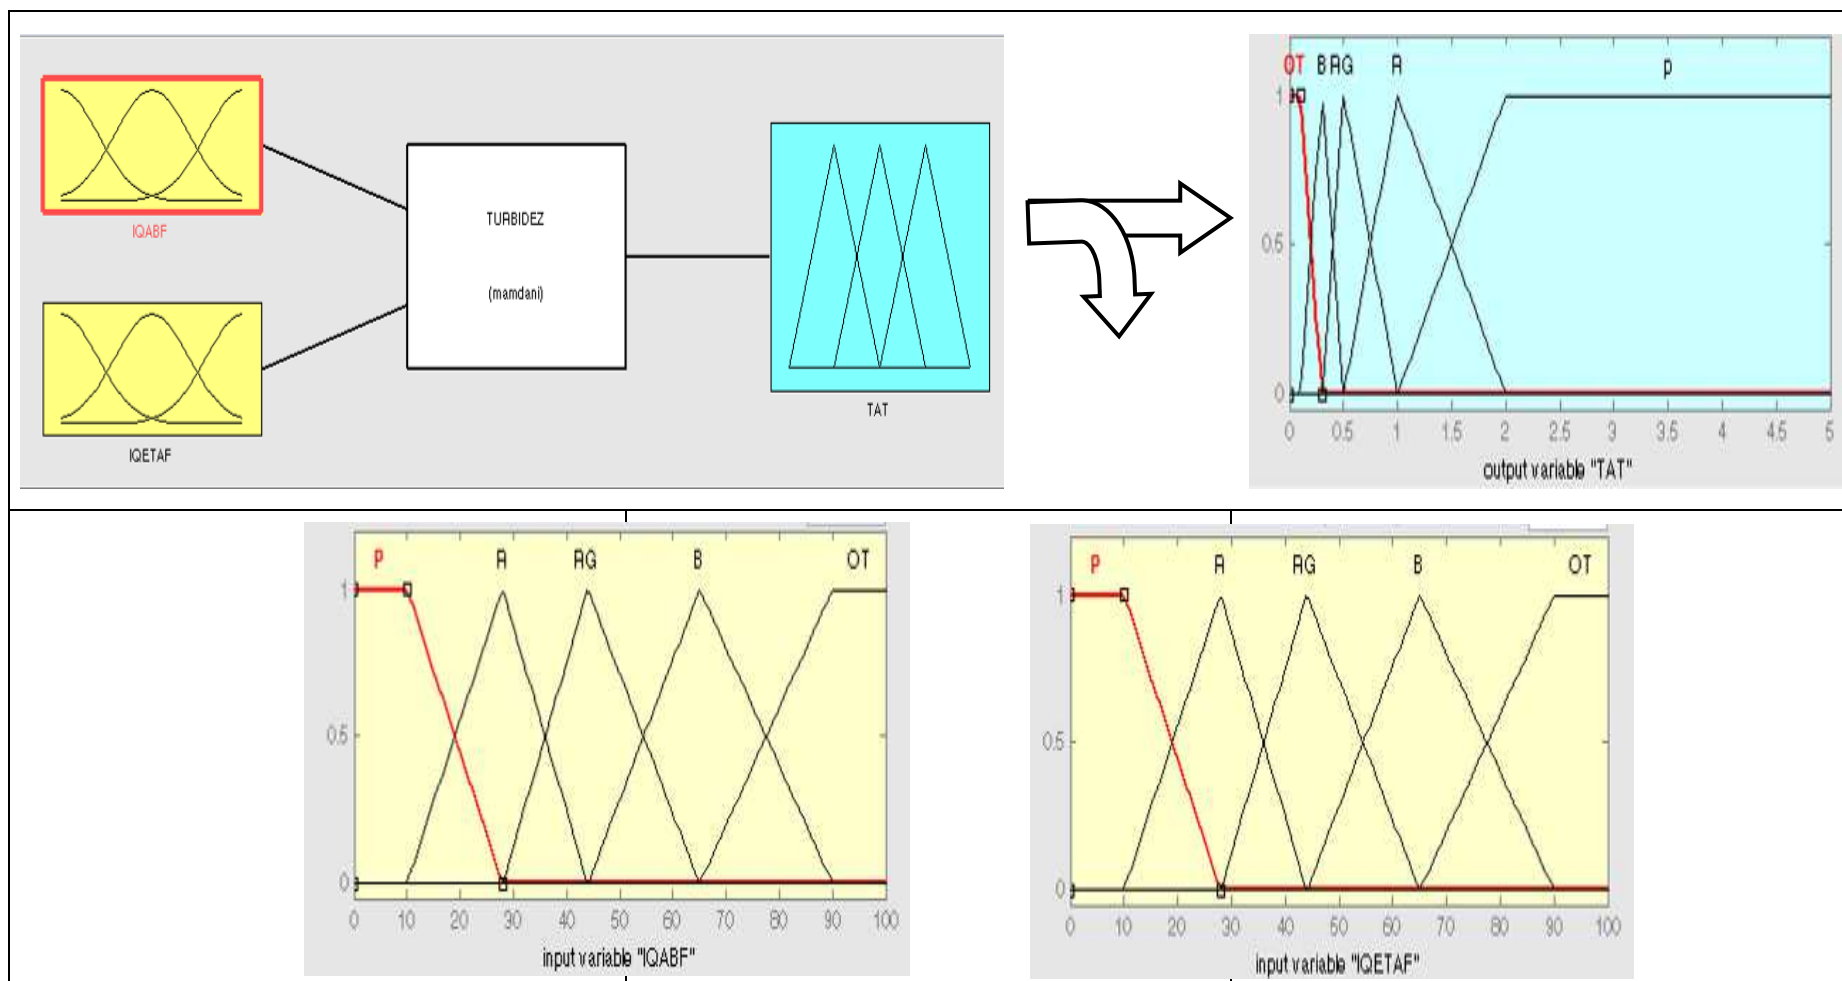 IQABF
IQETAF
TURBIDEZ
(mamdani)
TAT
OT B AG A p
1
0.5
0
0 0.5 1 1.5 2 2.5 3 3.5 4 4.5 5
output variable "TAT"
P A AG B OT
1
0.5
0
0 10 20 30 40 50 60 70 80 90 100
input variable "IQABF"
P A AG B OT
1
0.5
0
0 10 20 30 40 50 60 70 80 90 100
input variable "IQETAF"